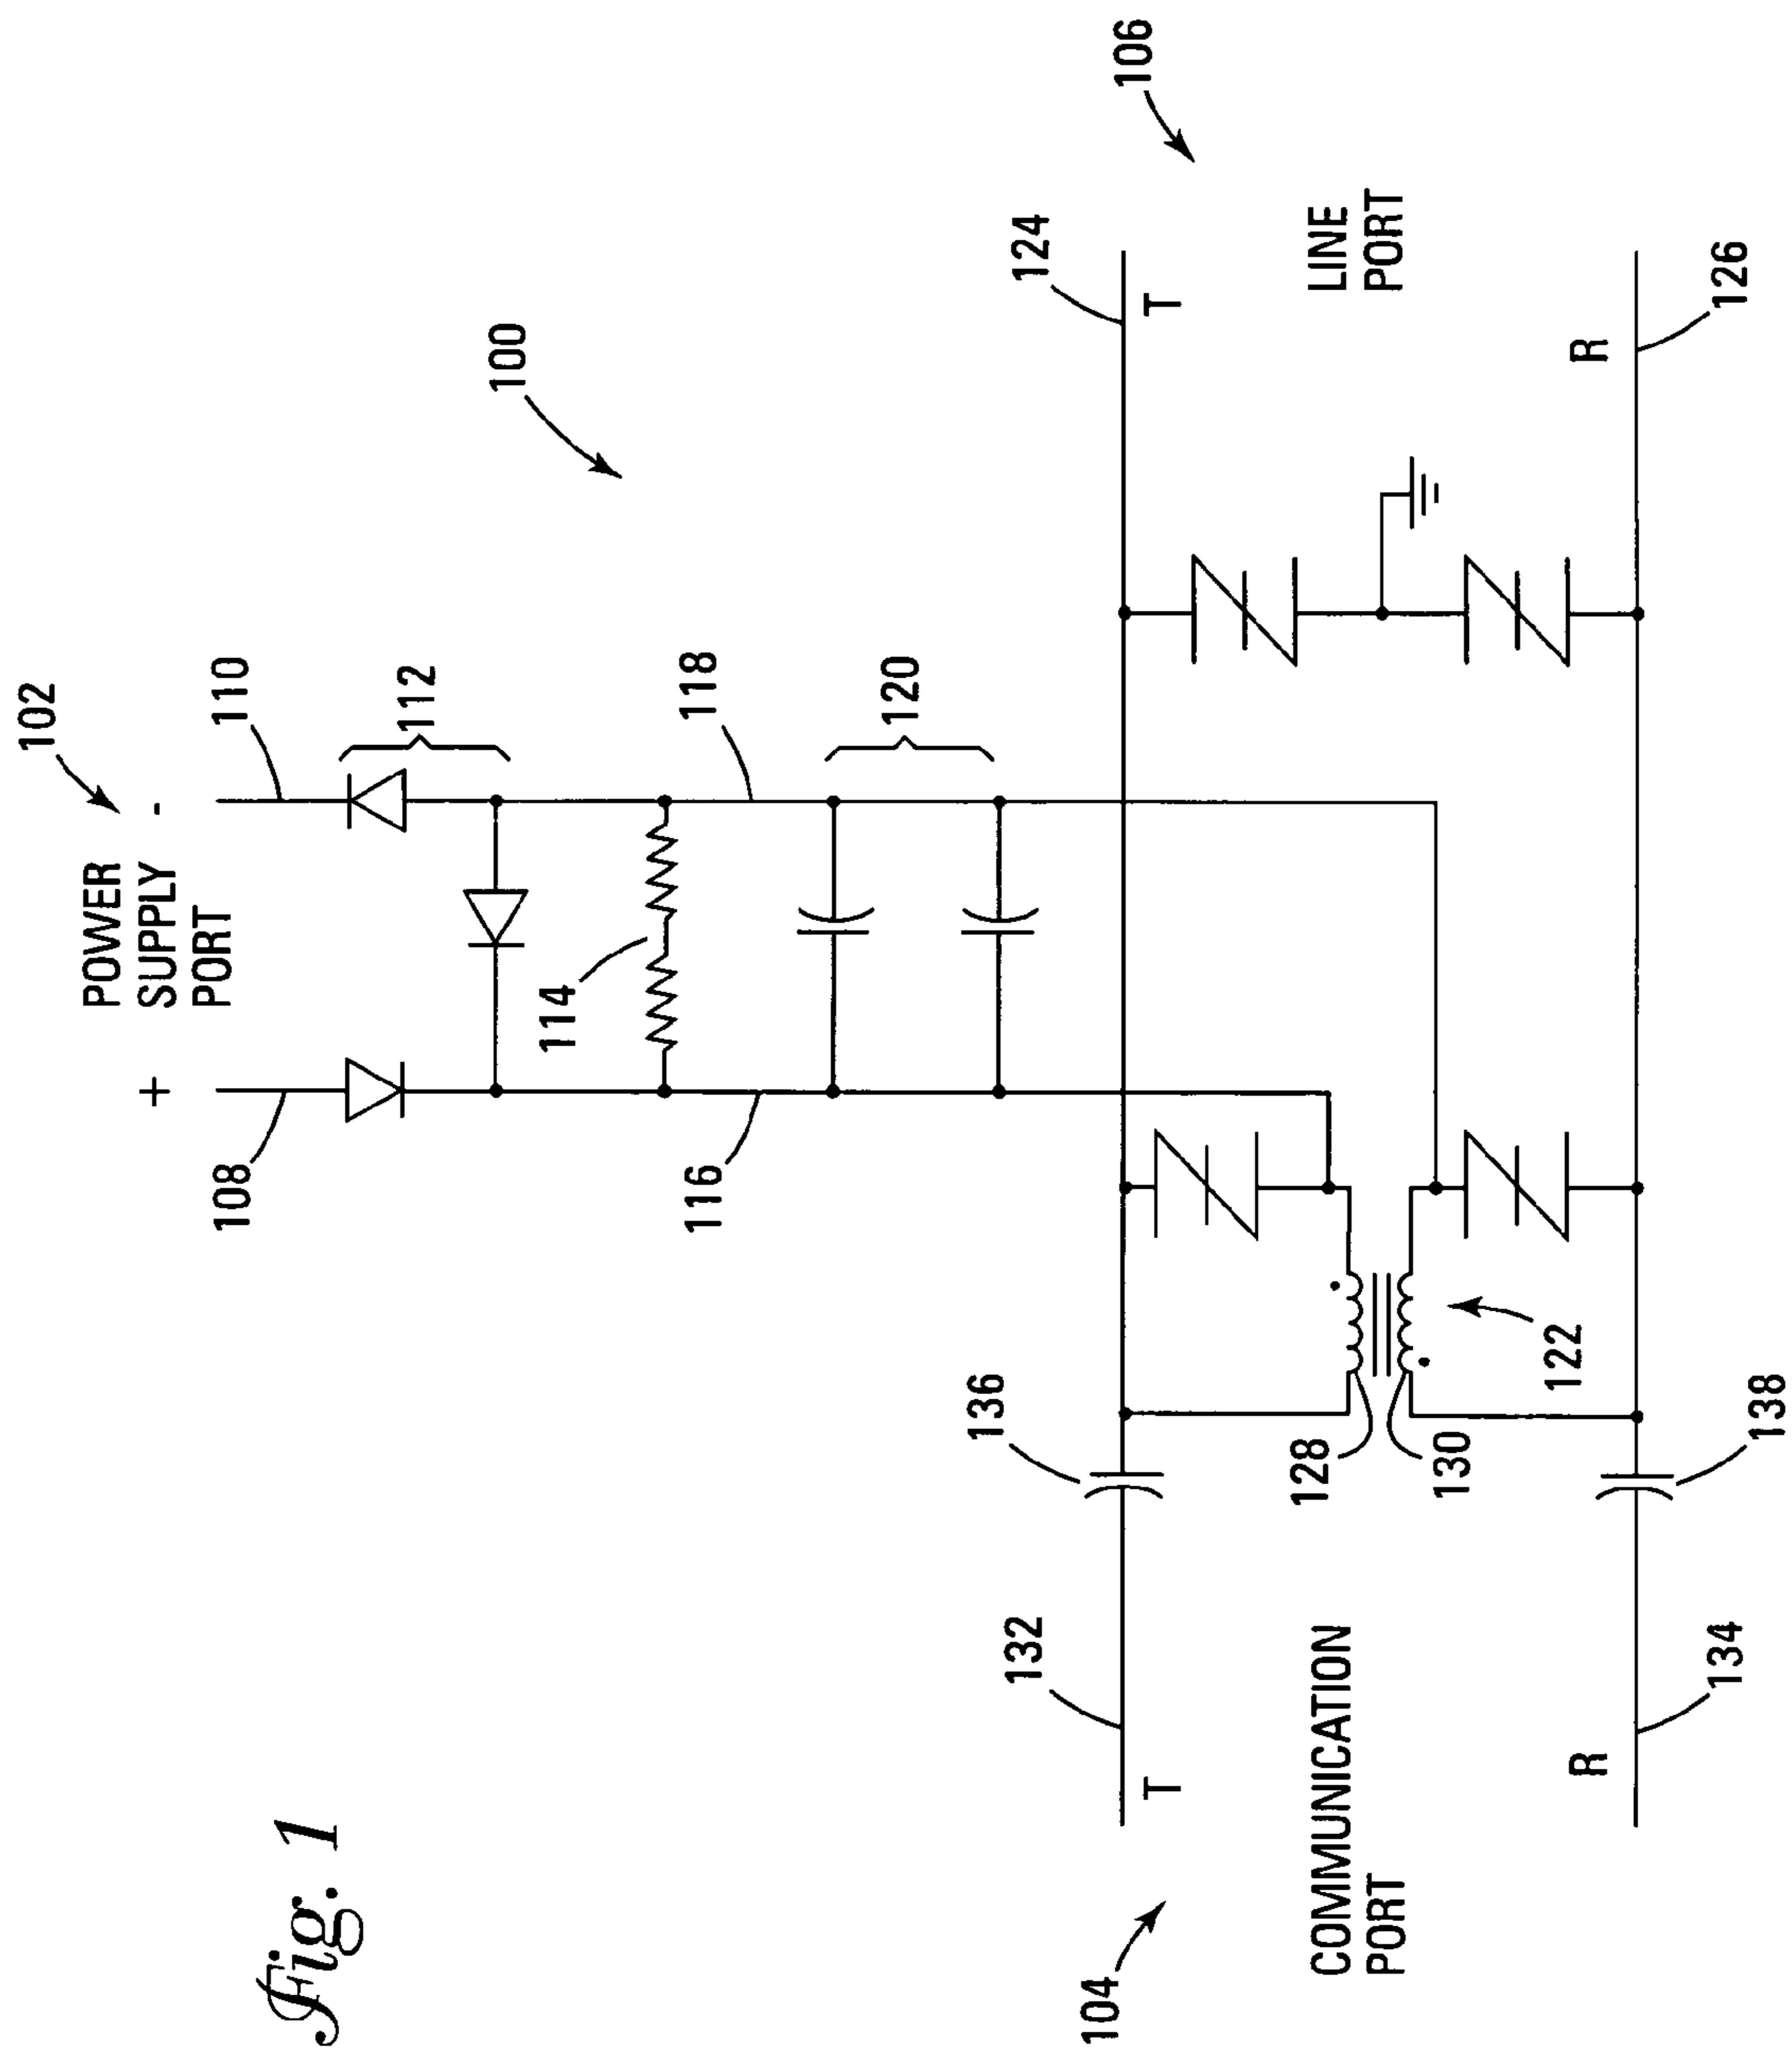 Fig. 1
102
POWER
SUPPLY
PORT
+
-
108
110
112
114
116
118
120
100
106
104
132
T
136
124
T
COMMUNICATION
PORT
128
130
122
LINE
PORT
R
134
138
R
126